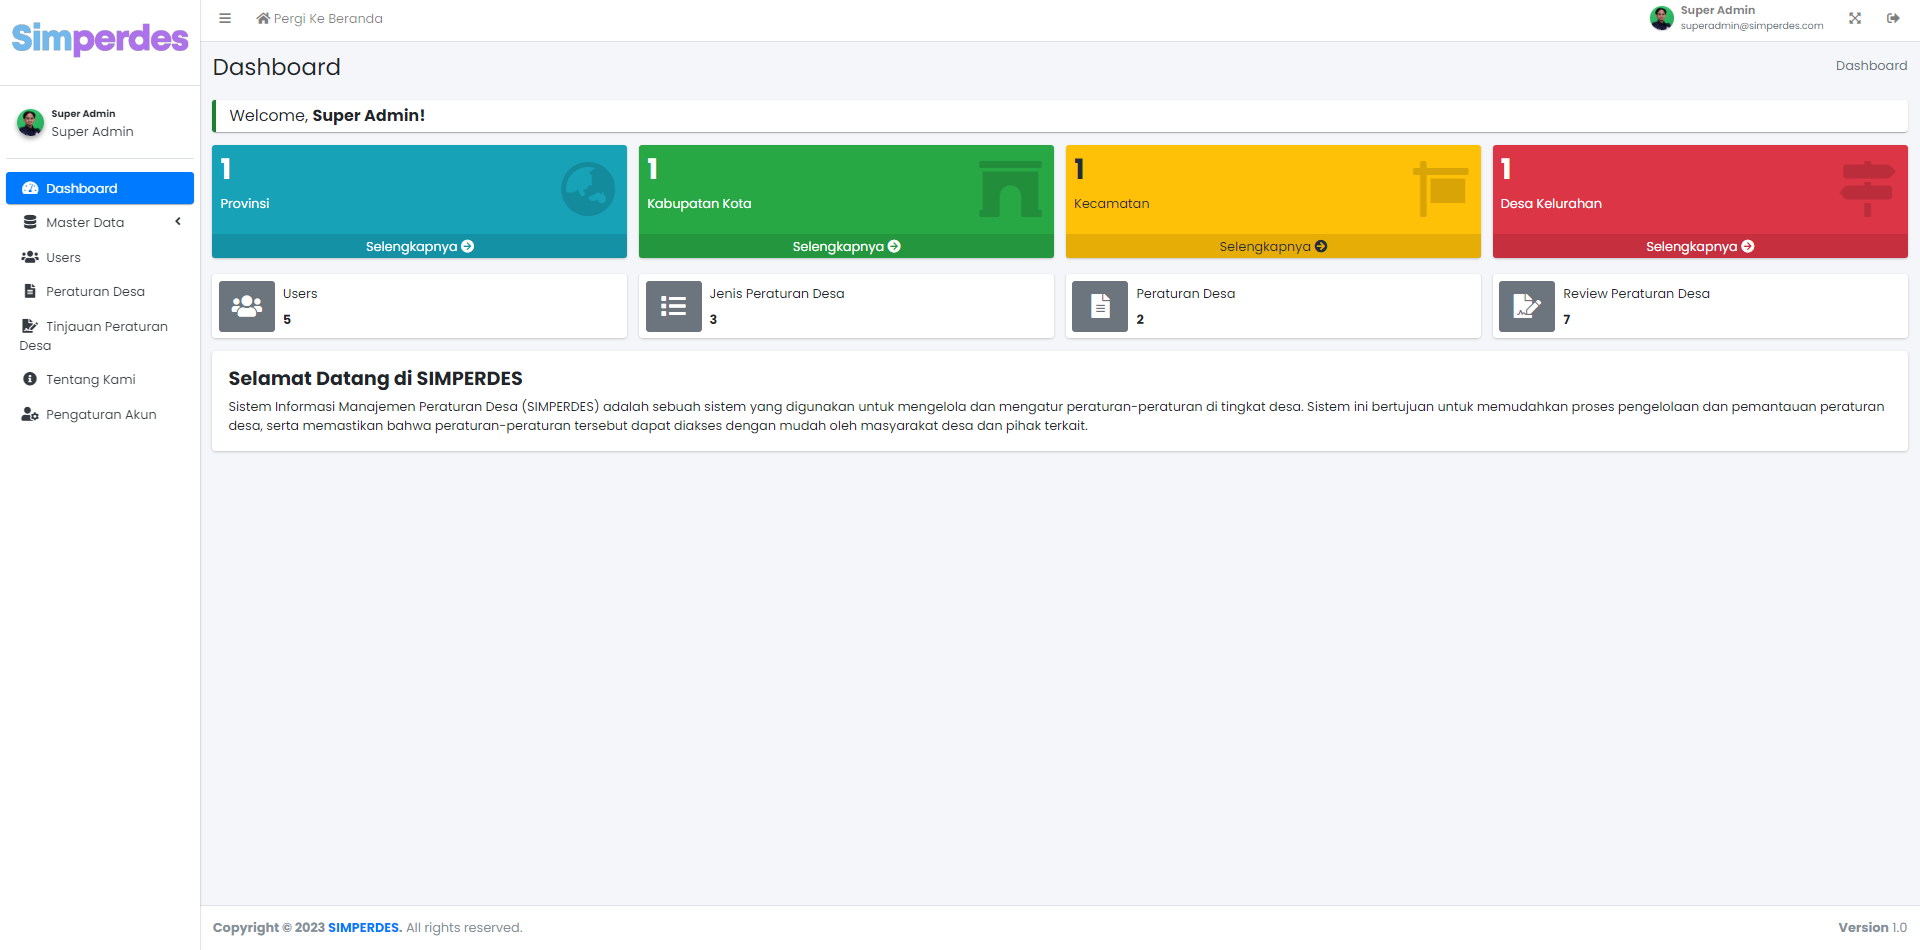 Simperdes
Pergi Ke Beranda
Super Admin
superadmin@simperdes.com
Super Admin
Super Admin
Dashboard
Master Data
Users
Peraturan Desa
Tinjauan Peraturan
Desa
Tentang Kami
Pengaturan Akun
Dashboard
Dashboard
Welcome, Super Admin!
1
Provinsi
Selengkapnya
1
Kabupatan Kota
Selengkapnya
1
Kecamatan
Selengkapnya
1
Desa Kelurahan
Selengkapnya
Users
5
Jenis Peraturan Desa
3
Peraturan Desa
2
Review Peraturan Desa
7
Selamat Datang di SIMPERDES
Sistem Informasi Manajemen Peraturan Desa (SIMPERDES) adalah sebuah sistem yang digunakan untuk mengelola dan mengatur peraturan-peraturan di tingkat desa. Sistem ini bertujuan untuk memudahkan proses pengelolaan dan pemantauan peraturan
desa, serta memastikan bahwa peraturan-peraturan tersebut dapat diakses dengan mudah oleh masyarakat desa dan pihak terkait.
Copyright © 2023 SIMPERDES. All rights reserved.
Version 1.0